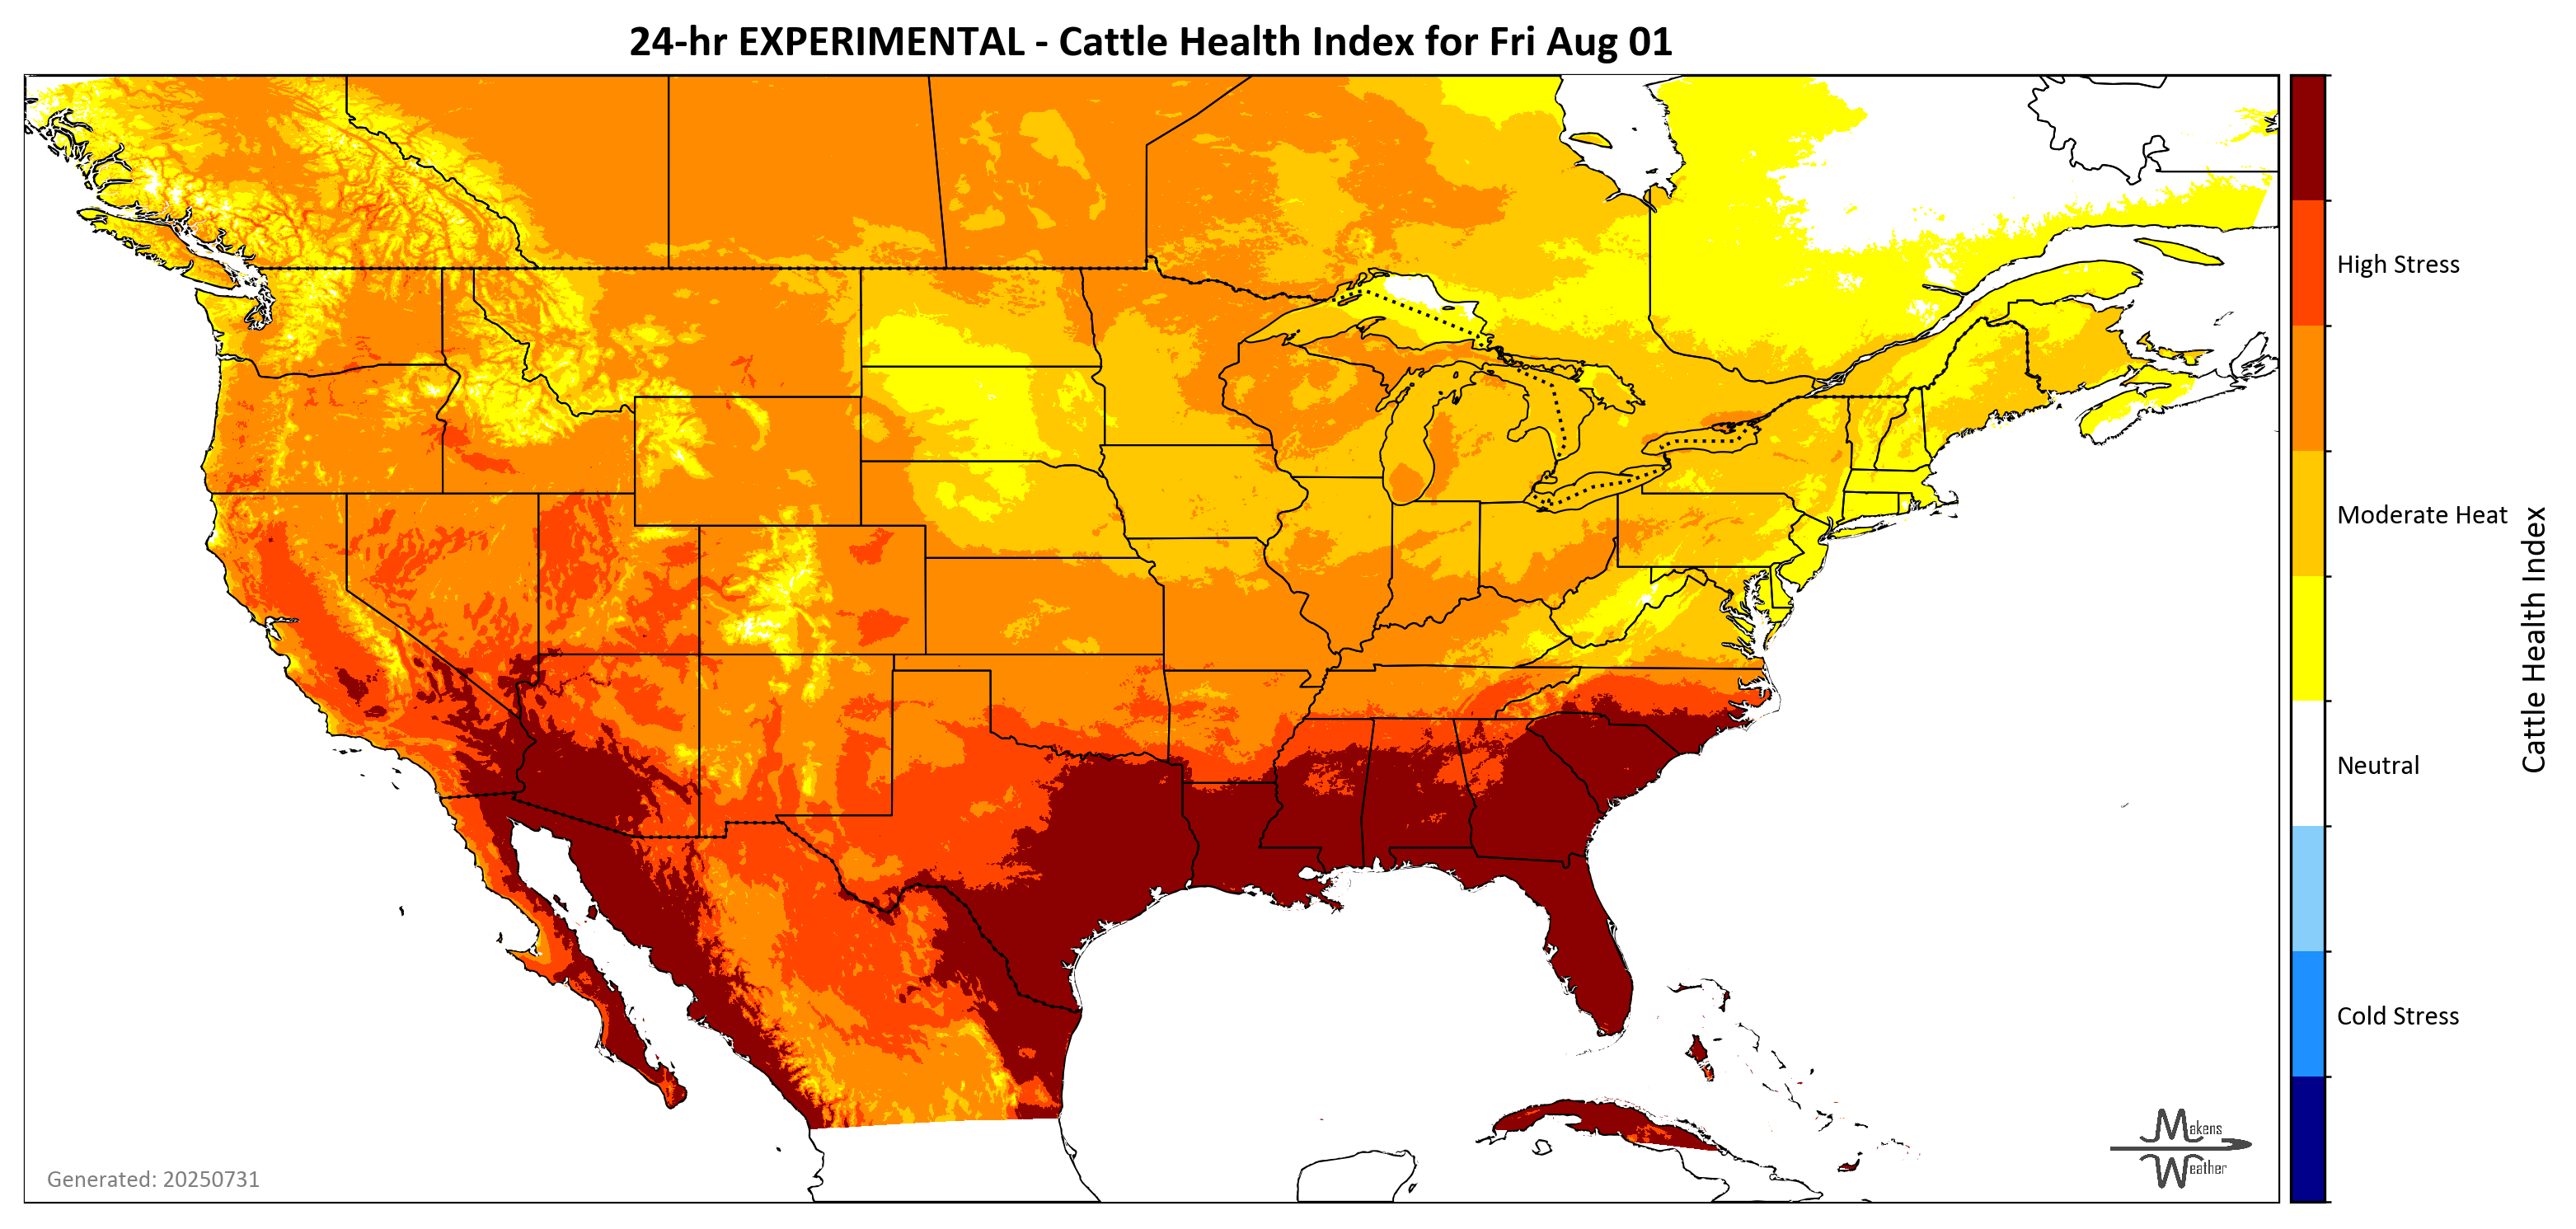 24-hr EXPERIMENTAL - Cattle Health Index for Fri Aug 01
High Stress
Moderate Heat
Neutral
Cold Stress
Cattle Health Index
Makens
Weather
Generated: 20250731